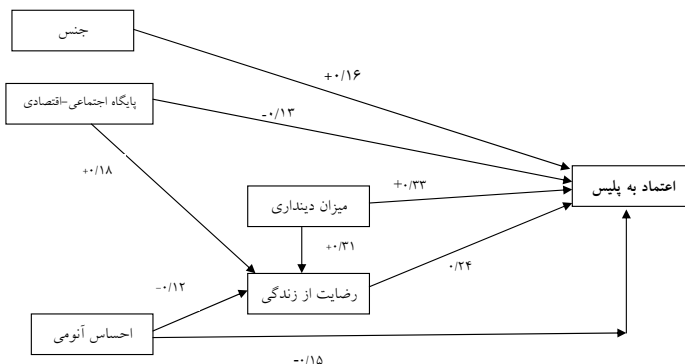 جنس
+۰/۱۶
پایگاه اجتماعی-اقتصادی
-۰/۱۳
+۰/۱۸
اعتماد به پلیس
+۰/۳۳
میزان دینداری
+۰/۳۱
۰/۲۴
رضایت از زندگی
-۰/۱۲
احساس آنومی
-۰/۱۵